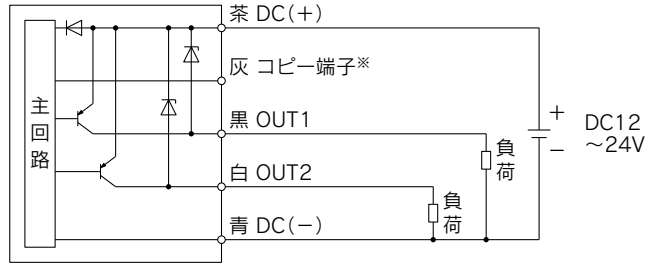 茶 DC(+)
灰 コピー端子※
主回路
黒 OUT1
+
DC12
〜24V
−
負荷
白 OUT2
負荷
青 DC(−)